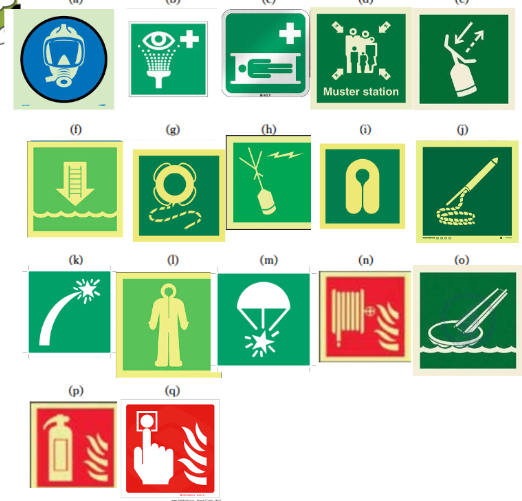 (a) (b) (c) (d) (e)
Muster station
(f) (g) (h) (i) (j)
(k) (l) (m) (n) (o)
(p) (q)